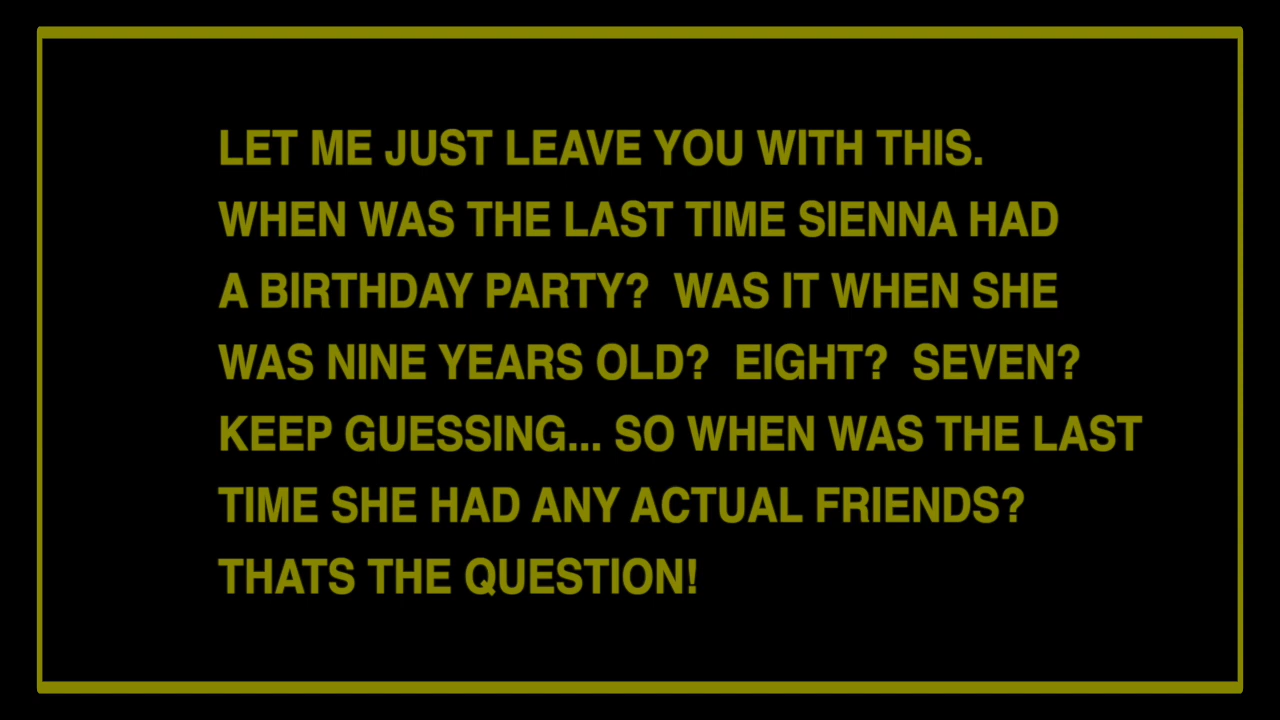 LET ME JUST LEAVE YOU WITH THIS.
WHEN WAS THE LAST TIME SIENNA HAD
A BIRTHDAY PARTY?  WAS IT WHEN SHE
WAS NINE YEARS OLD?  EIGHT?  SEVEN?
KEEP GUESSING... SO WHEN WAS THE LAST
TIME SHE HAD ANY ACTUAL FRIENDS?
THATS THE QUESTION!